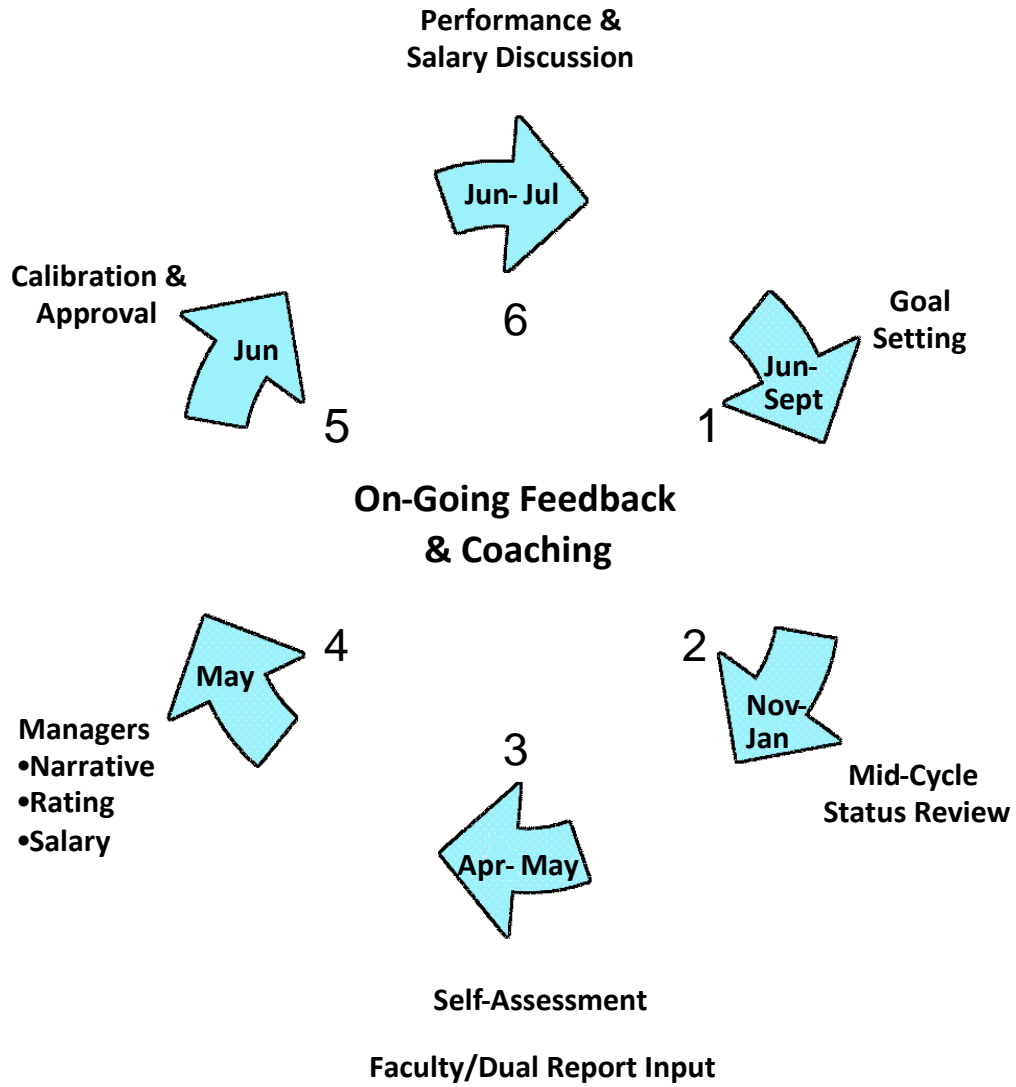 Performance &
Salary Discussion
Jun- Jul
6
Calibration &
Approval
Jun
5
Goal
Setting
Jun-
Sept
1
On-Going Feedback
& Coaching
4
May
Managers
•Narrative
•Rating
•Salary
2
Nov-
Jan
Mid-Cycle
Status Review
3
Apr- May
Self-Assessment
Faculty/Dual Report Input